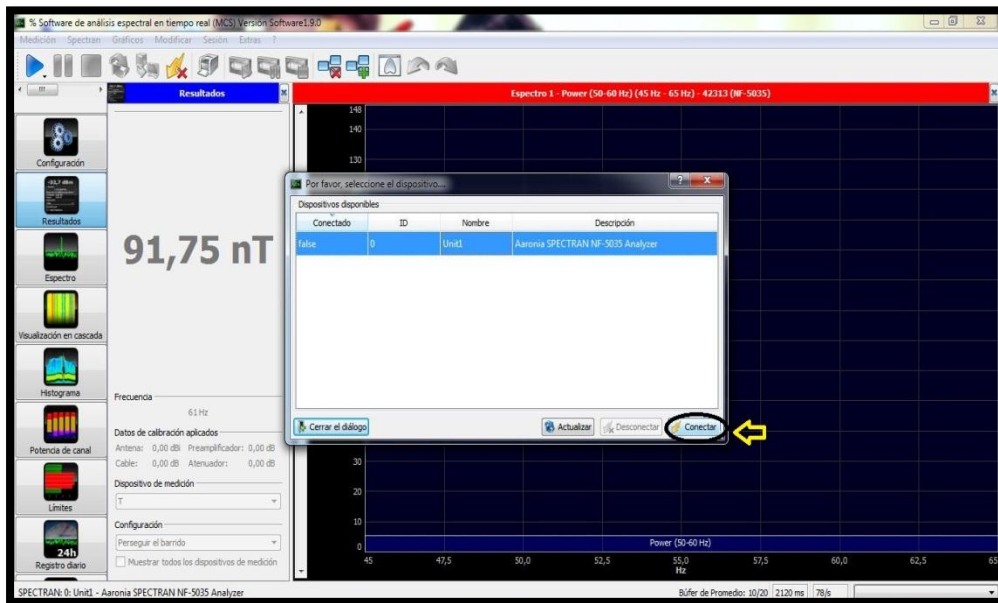 % Software de análisis espectral en tiempo real (MCS) Versión Software1.9.0
Medición Spectran Gráficos Modificar Sesión Extras ?
Resultados
Espectro 1 - Power (50-60 Hz) (45 Hz - 65 Hz) - 42313 (NF-5035)
Configuración
Resultados
Espectro
Visualización en cascada
Histograma
Potencia de canal
Límites
24h
Registro diario
91,75 nT
Frecuencia
61 Hz
Datos de calibración aplicados
Antena: 0,00 dBi Preamplificador: 0,00 dB
Cable: 0,00 dB Atenuador: 0,00 dB
Dispositivo de medición
T
Configuración
Perseguir el barrido
Muestrar todos los dispositivos de medición
148
140
130
Por favor, seleccione el dispositivo...
Dispositivos disponibles
Conectado ID Nombre Descripción
false 0 Unit1 Aaronia SPECTRAN NF-5035 Analyzer
Cerrar el diálogo Actualizar Desconectar Conectar
30
20
10
0
Power (50-60 Hz)
45 47,5 50,0 52,5 55,0 57,5 60,0 62,5 65
Hz
SPECTRAN: 0: Unit1 - Aaronia SPECTRAN NF-5035 Analyzer
Búfer de Promedio: 10/20 2120 ms 78/s